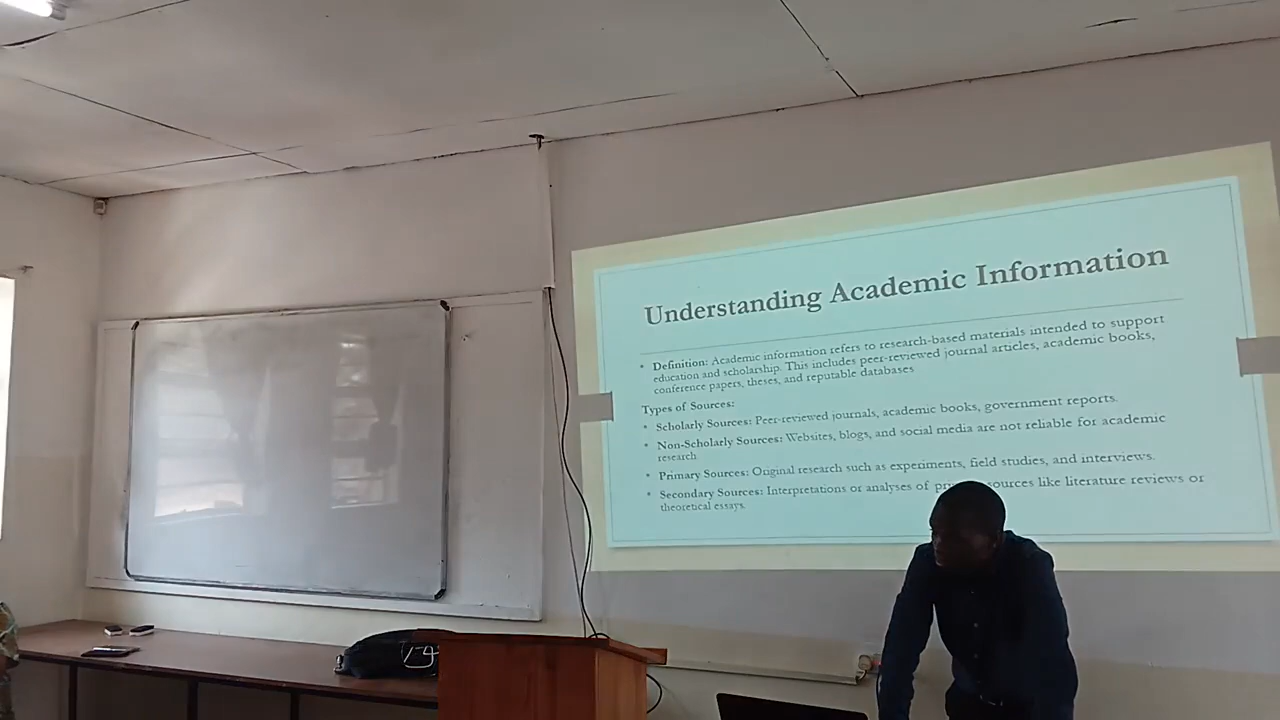 Understanding Academic Information
• Definition: Academic information refers to research-based materials intended to support
education and scholarship. This includes peer-reviewed journal articles, academic books,
conference papers, theses, and reputable databases
Types of Sources:
• Scholarly Sources: Peer-reviewed journals, academic books, government reports.
• Non-Scholarly Sources: Websites, blogs, and social media are not reliable for academic
research.
• Primary Sources: Original research such as experiments, field studies, and interviews.
• Secondary Sources: Interpretations or analyses of sources like literature reviews or
theoretical essays.